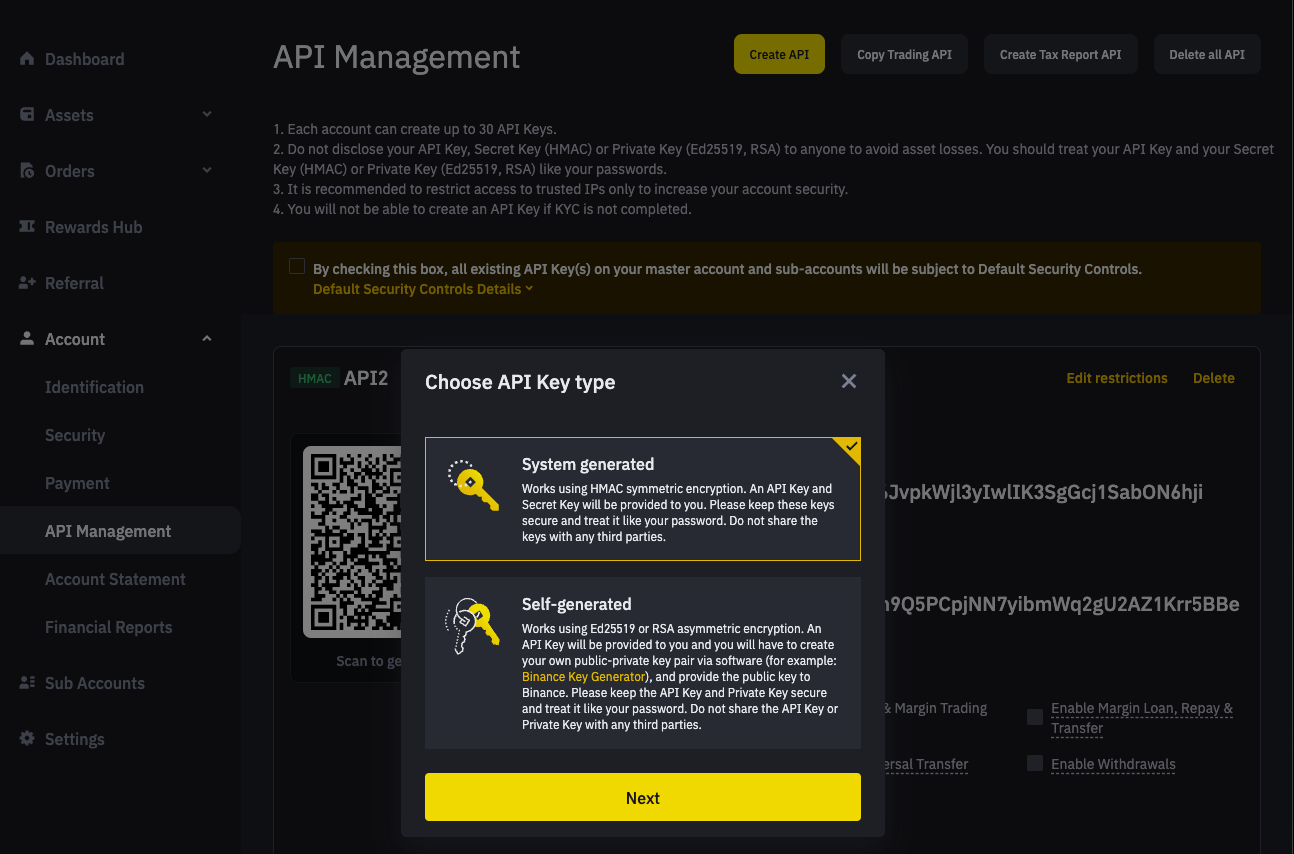 Dashboard
Assets
Orders
Rewards Hub
Referral
Account
Identification
Security
Payment
API Management
Account Statement
Financial Reports
Sub Accounts
Settings
API Management
Create API
Copy Trading API
Create Tax Report API
Delete all API
1. Each account can create up to 30 API Keys.
2. Do not disclose your API Key, Secret Key (HMAC) or Private Key (Ed25519, RSA) to anyone to avoid asset losses. You should treat your API Key and your Secret
Key (HMAC) or Private Key (Ed25519, RSA) like your passwords.
3. It is recommended to restrict access to trusted IPs only to increase your account security.
4. You will not be able to create an API Key if KYC is not completed.
By checking this box, all existing API Key(s) on your master account and sub-accounts will be subject to Default Security Controls.
Default Security Controls Details
HMAC API2
Edit restrictions
Delete
Scan to ge
JvpkWjl3yIwlIK3SgGcj1SabON6hji
9Q5PCpjNN7yibmWq2gU2AZ1Krr5BBe
& Margin Trading
Enable Margin Loan, Repay &
Transfer
ersal Transfer
Enable Withdrawals
Choose API Key type
System generated
Works using HMAC symmetric encryption. An API Key and
Secret Key will be provided to you. Please keep these keys
secure and treat it like your password. Do not share the
keys with any third parties.
Self-generated
Works using Ed25519 or RSA asymmetric encryption. An
API Key will be provided to you and you will have to create
your own public-private key pair via software (for example:
Binance Key Generator), and provide the public key to
Binance. Please keep the API Key and Private Key secure
and treat it like your password. Do not share the API Key or
Private Key with any third parties.
Next